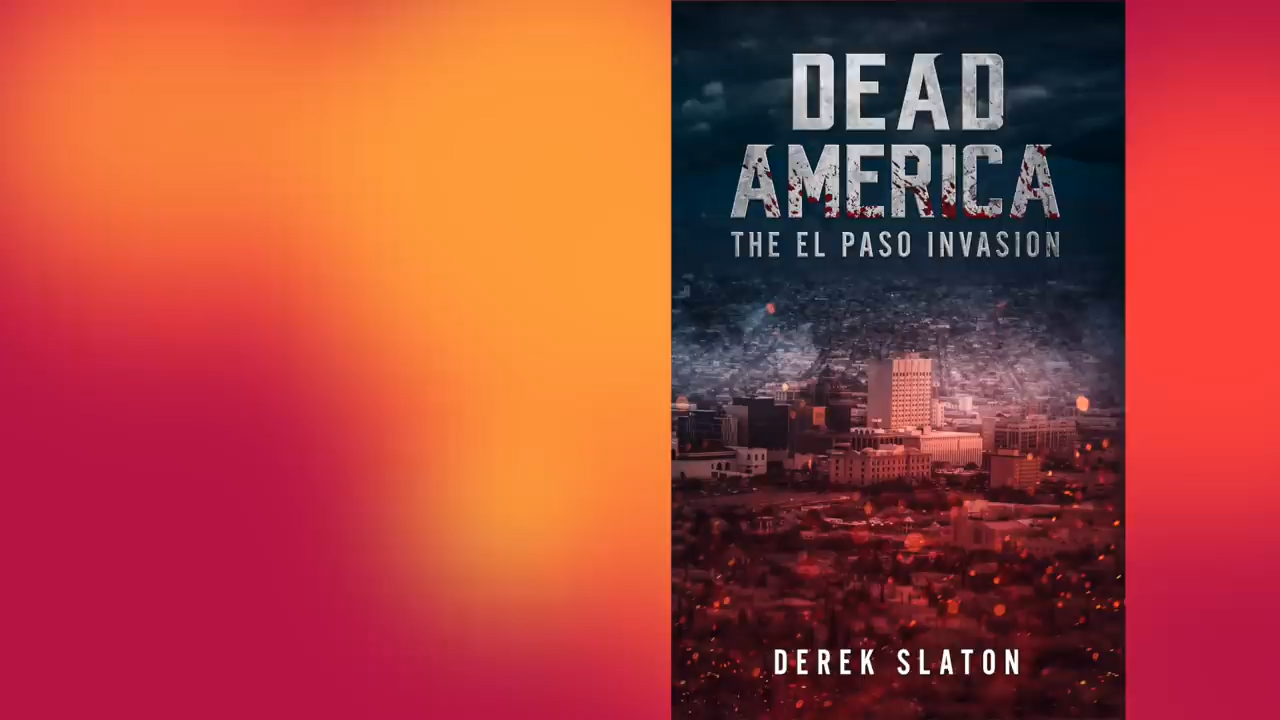 DEAD
AMERICA
THE EL PASO INVASION
DEREK SLATON